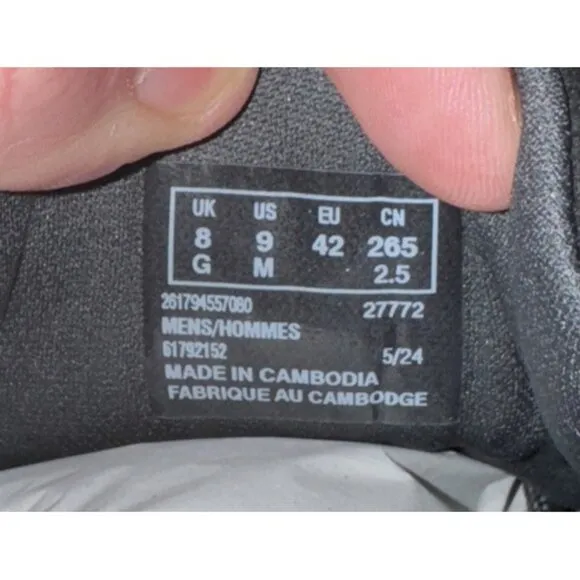 UK US EU CN
8 9 42 265
G M 2.5
261794557080 27772
MENS/HOMMES
61792152 5/24
MADE IN CAMBODIA
FABRIQUE AU CAMBODGE